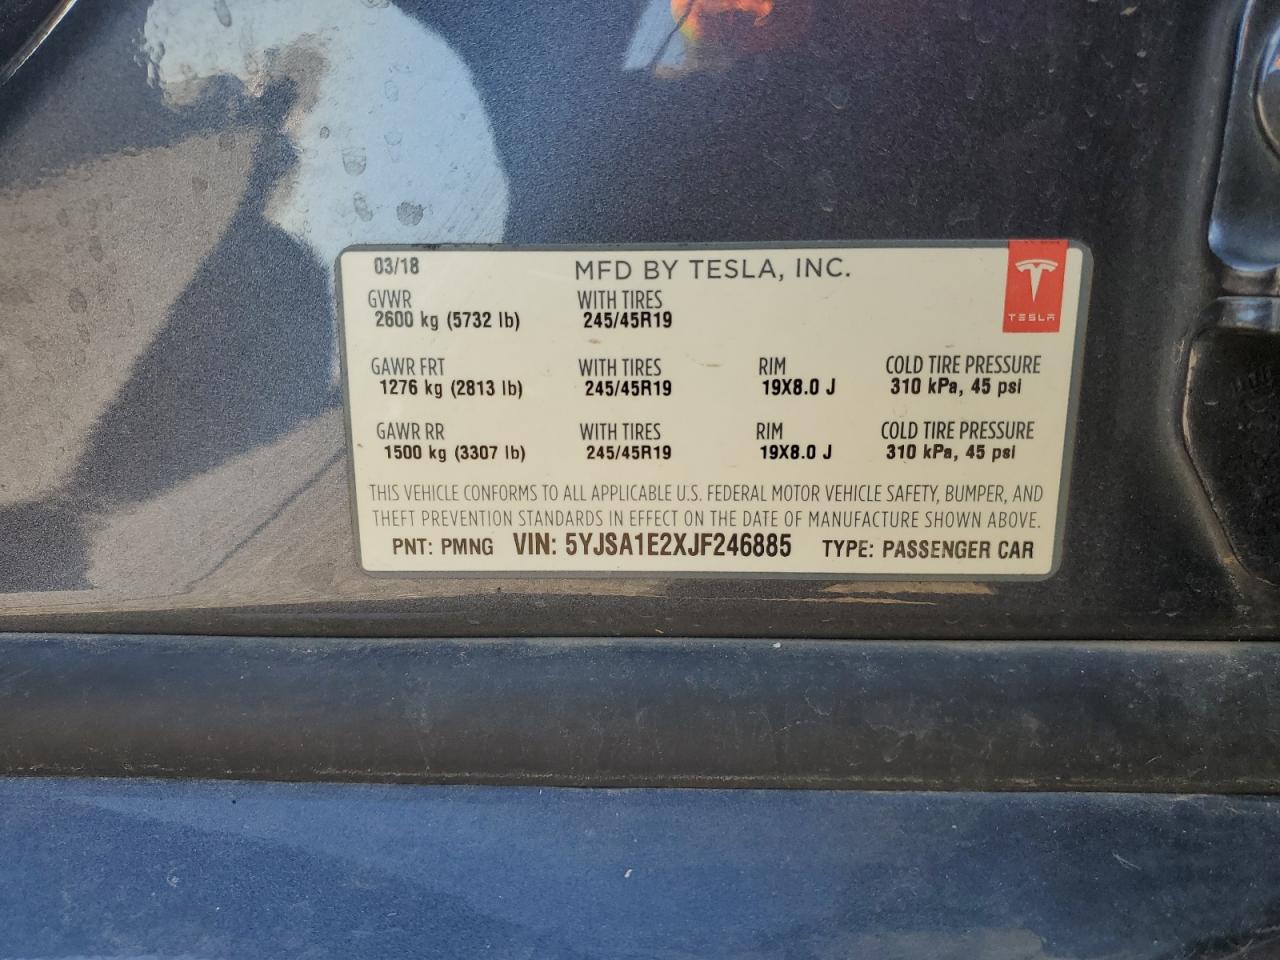 03/18 MFD BY TESLA, INC.
GVWR WITH TIRES
2600 kg (5732 lb) 245/45R19
TESLA
GAWR FRT WITH TIRES RIM COLD TIRE PRESSURE
1276 kg (2813 lb) 245/45R19 19X8.0 J 310 kPa, 45 psi
GAWR RR WITH TIRES RIM COLD TIRE PRESSURE
1500 kg (3307 lb) 245/45R19 19X8.0 J 310 kPa, 45 psi
THIS VEHICLE CONFORMS TO ALL APPLICABLE U.S. FEDERAL MOTOR VEHICLE SAFETY, BUMPER, AND
THEFT PREVENTION STANDARDS IN EFFECT ON THE DATE OF MANUFACTURE SHOWN ABOVE.
PNT: PMNG VIN: 5YJSA1E2XJF246885 TYPE: PASSENGER CAR